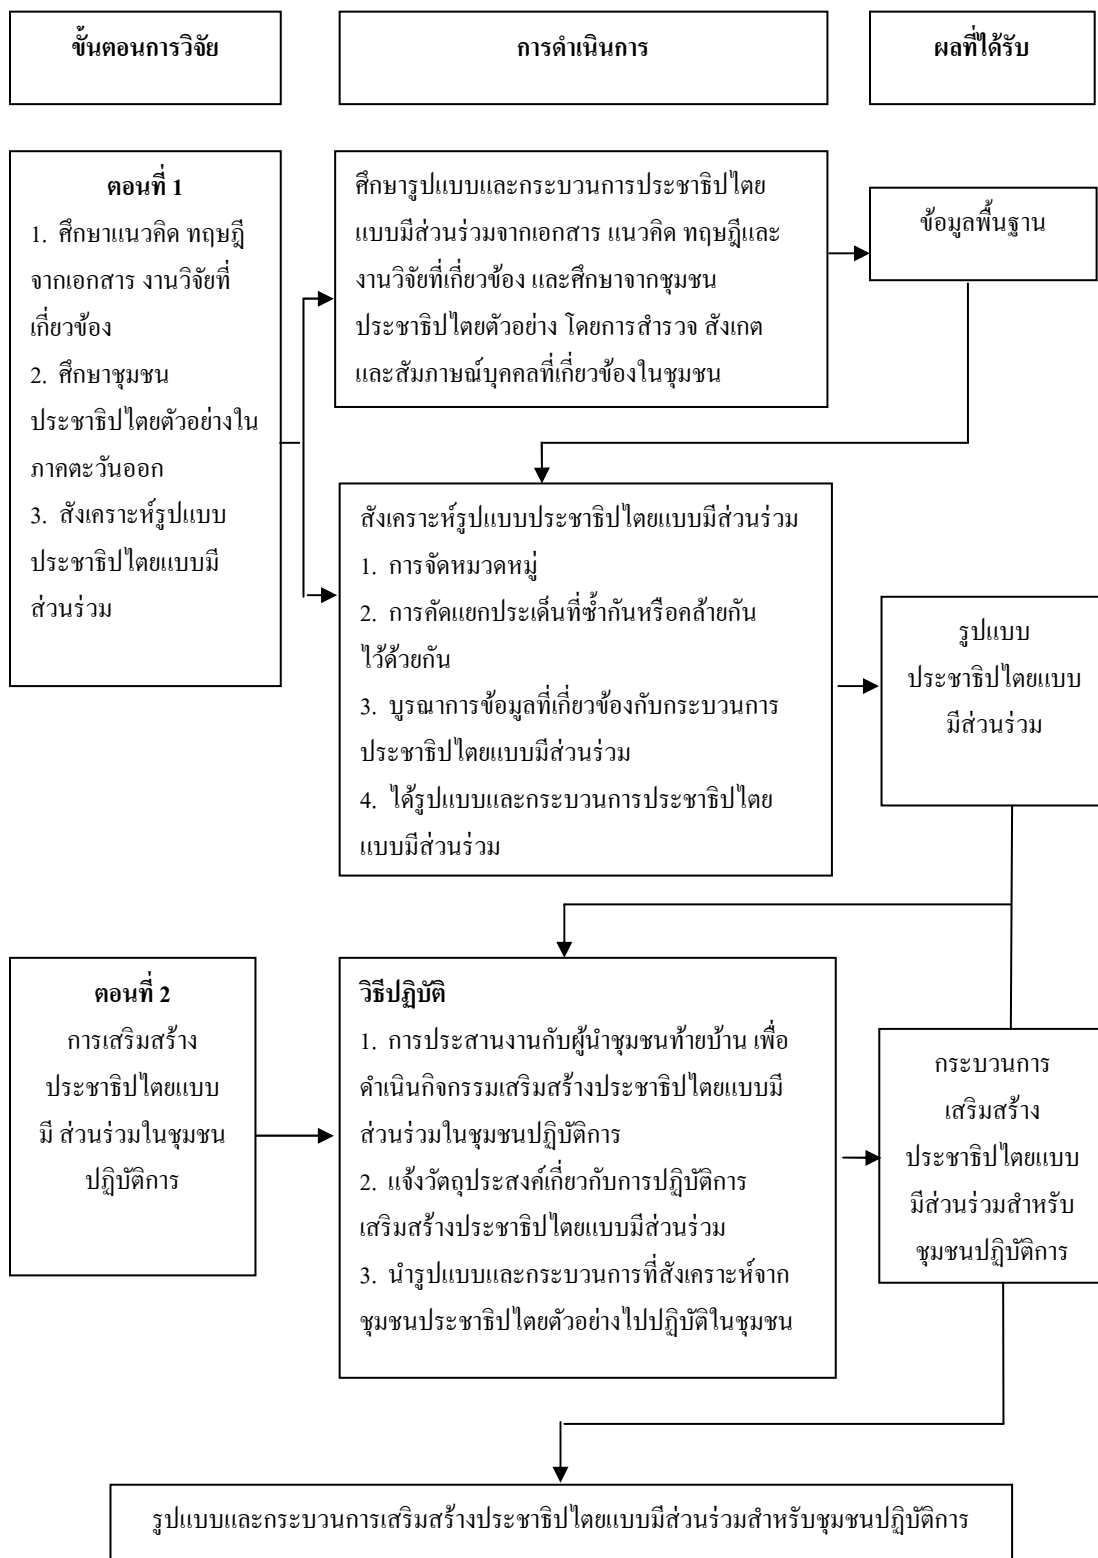 ขั้นตอนการวิจัย
การดำเนินการ
ผลที่ได้รับ
ตอนที่ 1
1. ศึกษาแนวคิด ทฤษฎี
จากเอกสาร งานวิจัยที่
เกี่ยวข้อง
2. ศึกษาชุมชน
ประชาธิปไตยตัวอย่างใน
ภาคตะวันออก
3. สังเคราะห์รูปแบบ
ประชาธิปไตยแบบมี
ส่วนร่วม
ศึกษารูปแบบและกระบวนการประชาธิปไตย
แบบมีส่วนร่วมจากเอกสาร แนวคิด ทฤษฎีและ
งานวิจัยที่เกี่ยวข้อง และศึกษาจากชุมชน
ประชาธิปไตยตัวอย่าง โดยการสำรวจ สังเกต
และสัมภาษณ์บุคคลที่เกี่ยวข้องในชุมชน
ข้อมูลพื้นฐาน
สังเคราะห์รูปแบบประชาธิปไตยแบบมีส่วนร่วม
1. การจัดหมวดหมู่
2. การคัดแยกประเด็นที่ซ้ำกันหรือคล้ายกัน
ไว้ด้วยกัน
3. บูรณาการข้อมูลที่เกี่ยวข้องกับกระบวนการ
ประชาธิปไตยแบบมีส่วนร่วม
4. ได้รูปแบบและกระบวนการประชาธิปไตย
แบบมีส่วนร่วม
รูปแบบ
ประชาธิปไตยแบบ
มีส่วนร่วม
ตอนที่ 2
การเสริมสร้าง
ประชาธิปไตยแบบ
มี ส่วนร่วมในชุมชน
ปฏิบัติการ
วิธีปฏิบัติ
1. การประสานงานกับผู้นำชุมชนท้ายบ้าน เพื่อ
ดำเนินกิจกรรมเสริมสร้างประชาธิปไตยแบบมี
ส่วนร่วมในชุมชนปฏิบัติการ
2. แจ้งวัตถุประสงค์เกี่ยวกับการปฏิบัติการ
เสริมสร้างประชาธิปไตยแบบมีส่วนร่วม
3. นำรูปแบบและกระบวนการที่สังเคราะห์จาก
ชุมชนประชาธิปไตยตัวอย่างไปปฏิบัติในชุมชน
กระบวนการ
เสริมสร้าง
ประชาธิปไตยแบบ
มีส่วนร่วมสำหรับ
ชุมชนปฏิบัติการ
รูปแบบและกระบวนการเสริมสร้างประชาธิปไตยแบบมีส่วนร่วมสำหรับชุมชนปฏิบัติการ